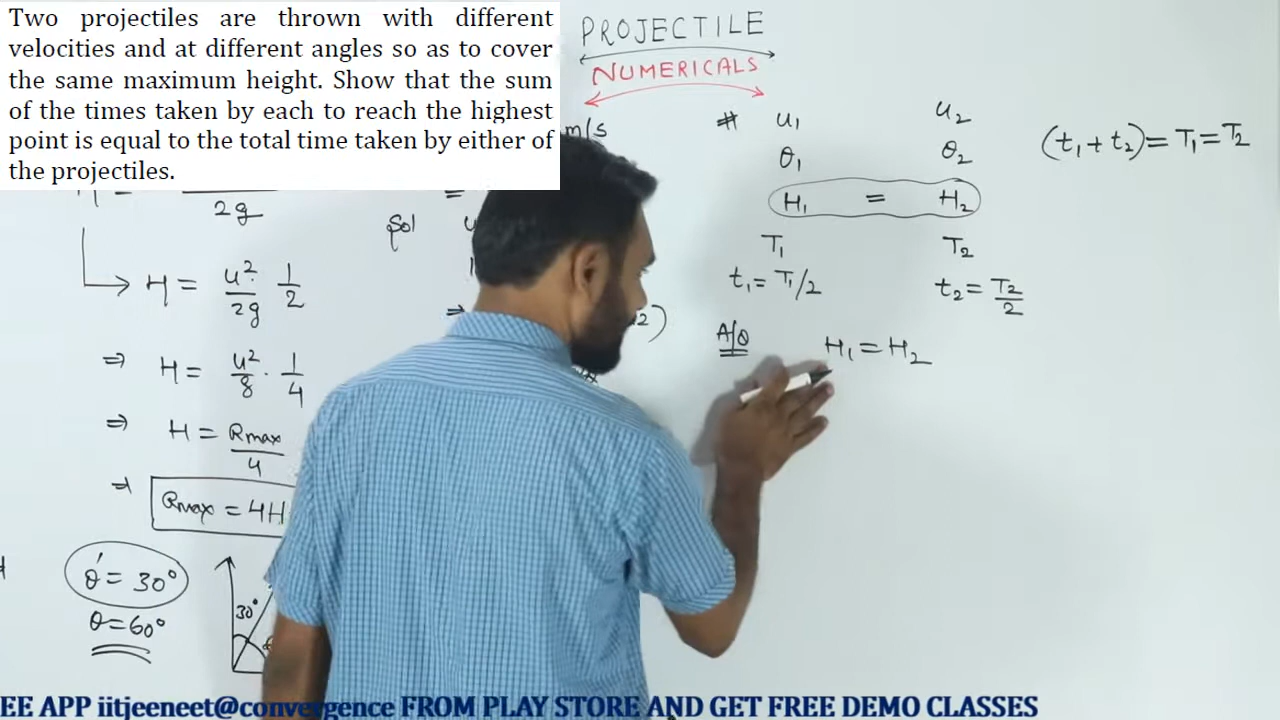 Two projectiles are thrown with different
velocities and at different angles so as to cover
the same maximum height. Show that the sum
of the times taken by each to reach the highest
point is equal to the total time taken by either of
the projectiles.
PROJECTILE
NUMERICALS
m/s
2g
H = u²/2g 1/2
⇒ H = u²/8 · 1/4
⇒ H = Rmax/4
⇒ Rmax = 4H
θ' = 30°
θ = 60°
30°
Sol
# u₁ u₂
θ₁ θ₂
H₁ = H₂
T₁ T₂
t₁ = T₁/2 t₂ = T₂/2
(t₁ + t₂) = T₁ = T₂
A/Q H₁ = H₂
EE APP iitjeeneet@convergence FROM PLAY STORE AND GET FREE DEMO CLASSES